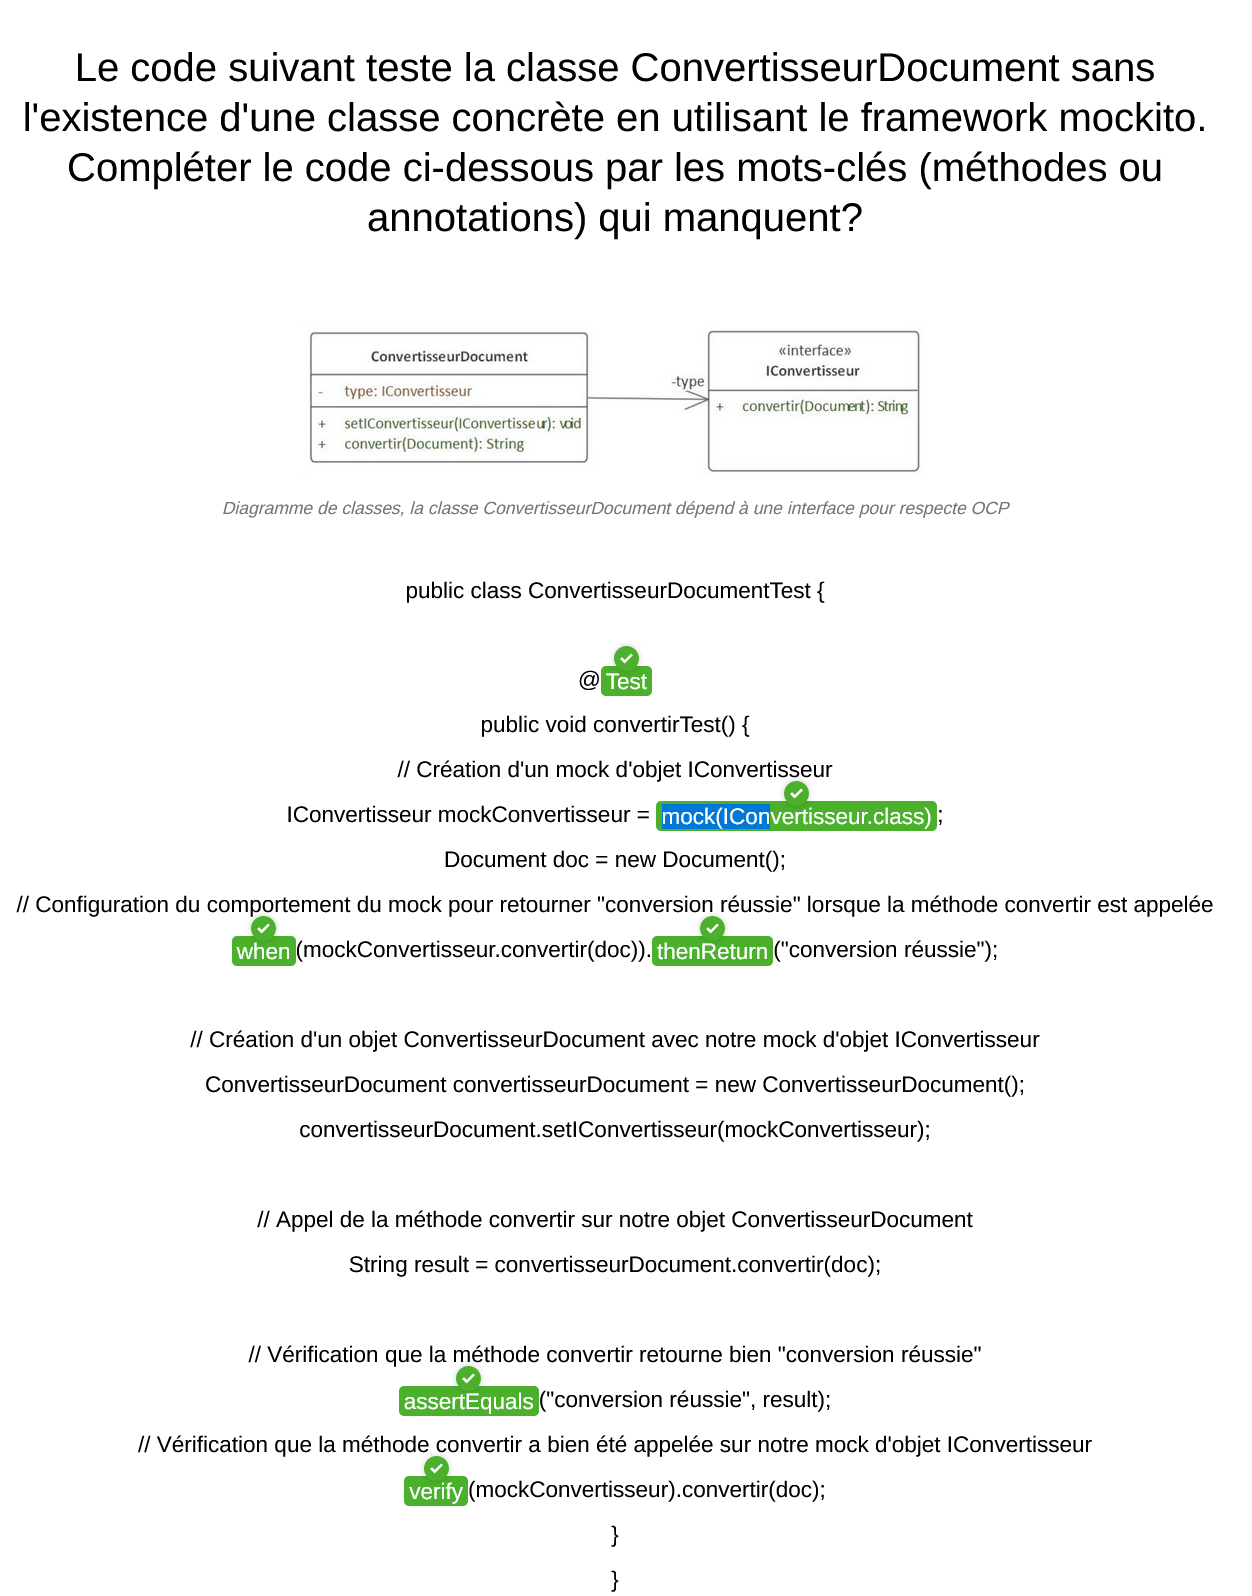 Le code suivant teste la classe ConvertisseurDocument sans
l'existence d'une classe concrète en utilisant le framework mockito.
Compléter le code ci-dessous par les mots-clés (méthodes ou
annotations) qui manquent?
ConvertisseurDocument
- type: IConvertisseur
+ setIConvertisseur(IConvertisseur): void
+ convertir(Document): String
-type
«interface»
IConvertisseur
+ convertir(Document): String
Diagramme de classes, la classe ConvertisseurDocument dépend à une interface pour respecte OCP
public class ConvertisseurDocumentTest {
@Test
public void convertirTest() {
// Création d'un mock d'objet IConvertisseur
IConvertisseur mockConvertisseur = mock(IConvertisseur.class);
Document doc = new Document();
// Configuration du comportement du mock pour retourner "conversion réussie" lorsque la méthode convertir est appelée
when(mockConvertisseur.convertir(doc)).thenReturn("conversion réussie");
// Création d'un objet ConvertisseurDocument avec notre mock d'objet IConvertisseur
ConvertisseurDocument convertisseurDocument = new ConvertisseurDocument();
convertisseurDocument.setIConvertisseur(mockConvertisseur);
// Appel de la méthode convertir sur notre objet ConvertisseurDocument
String result = convertisseurDocument.convertir(doc);
// Vérification que la méthode convertir retourne bien "conversion réussie"
assertEquals("conversion réussie", result);
// Vérification que la méthode convertir a bien été appelée sur notre mock d'objet IConvertisseur
verify(mockConvertisseur).convertir(doc);
}
}